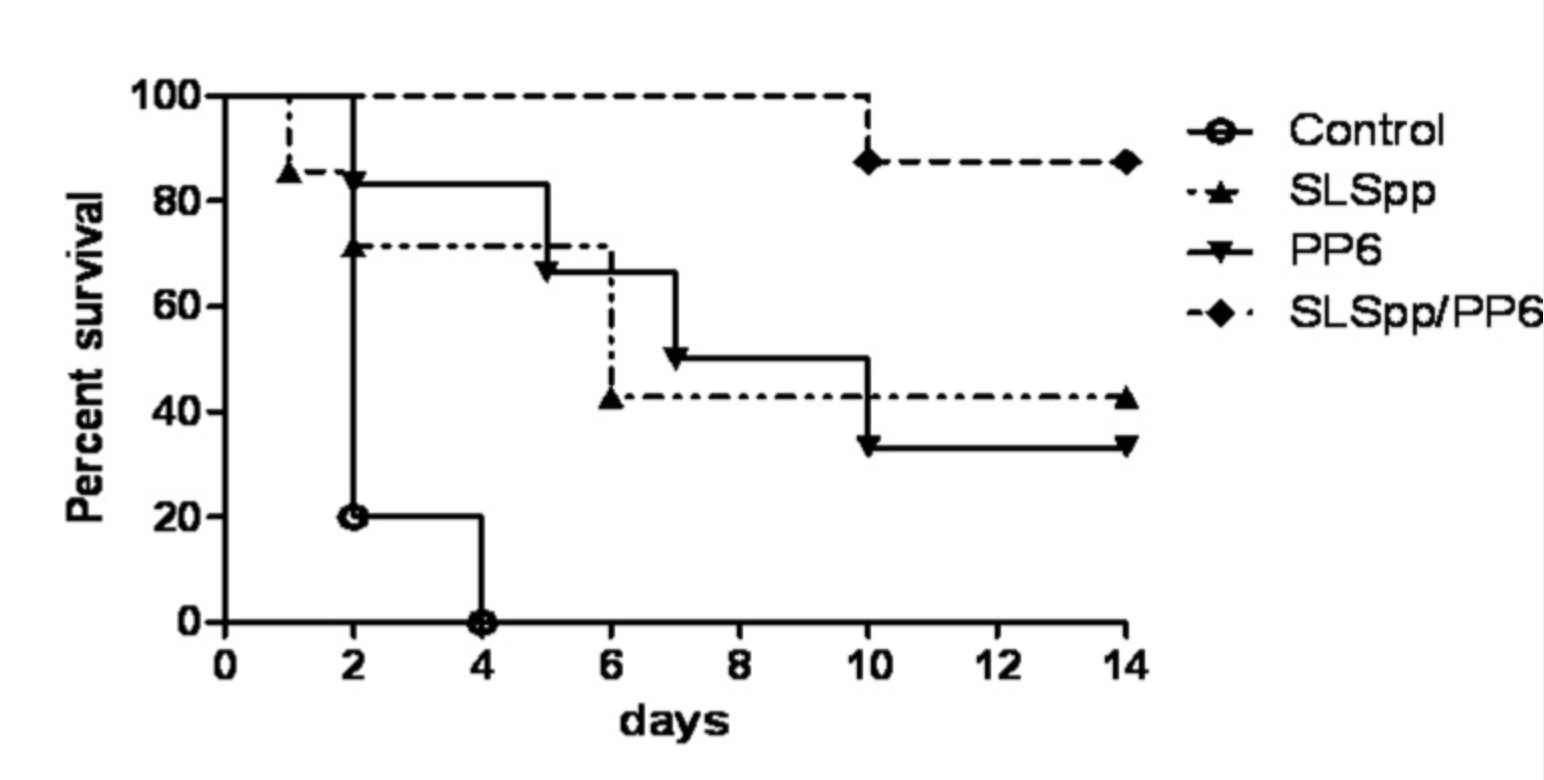 100
80
60
40
20
0
Percent survival
0 2 4 6 8 10 12 14
days
Control
SLSpp
PP6
SLSpp/PP6